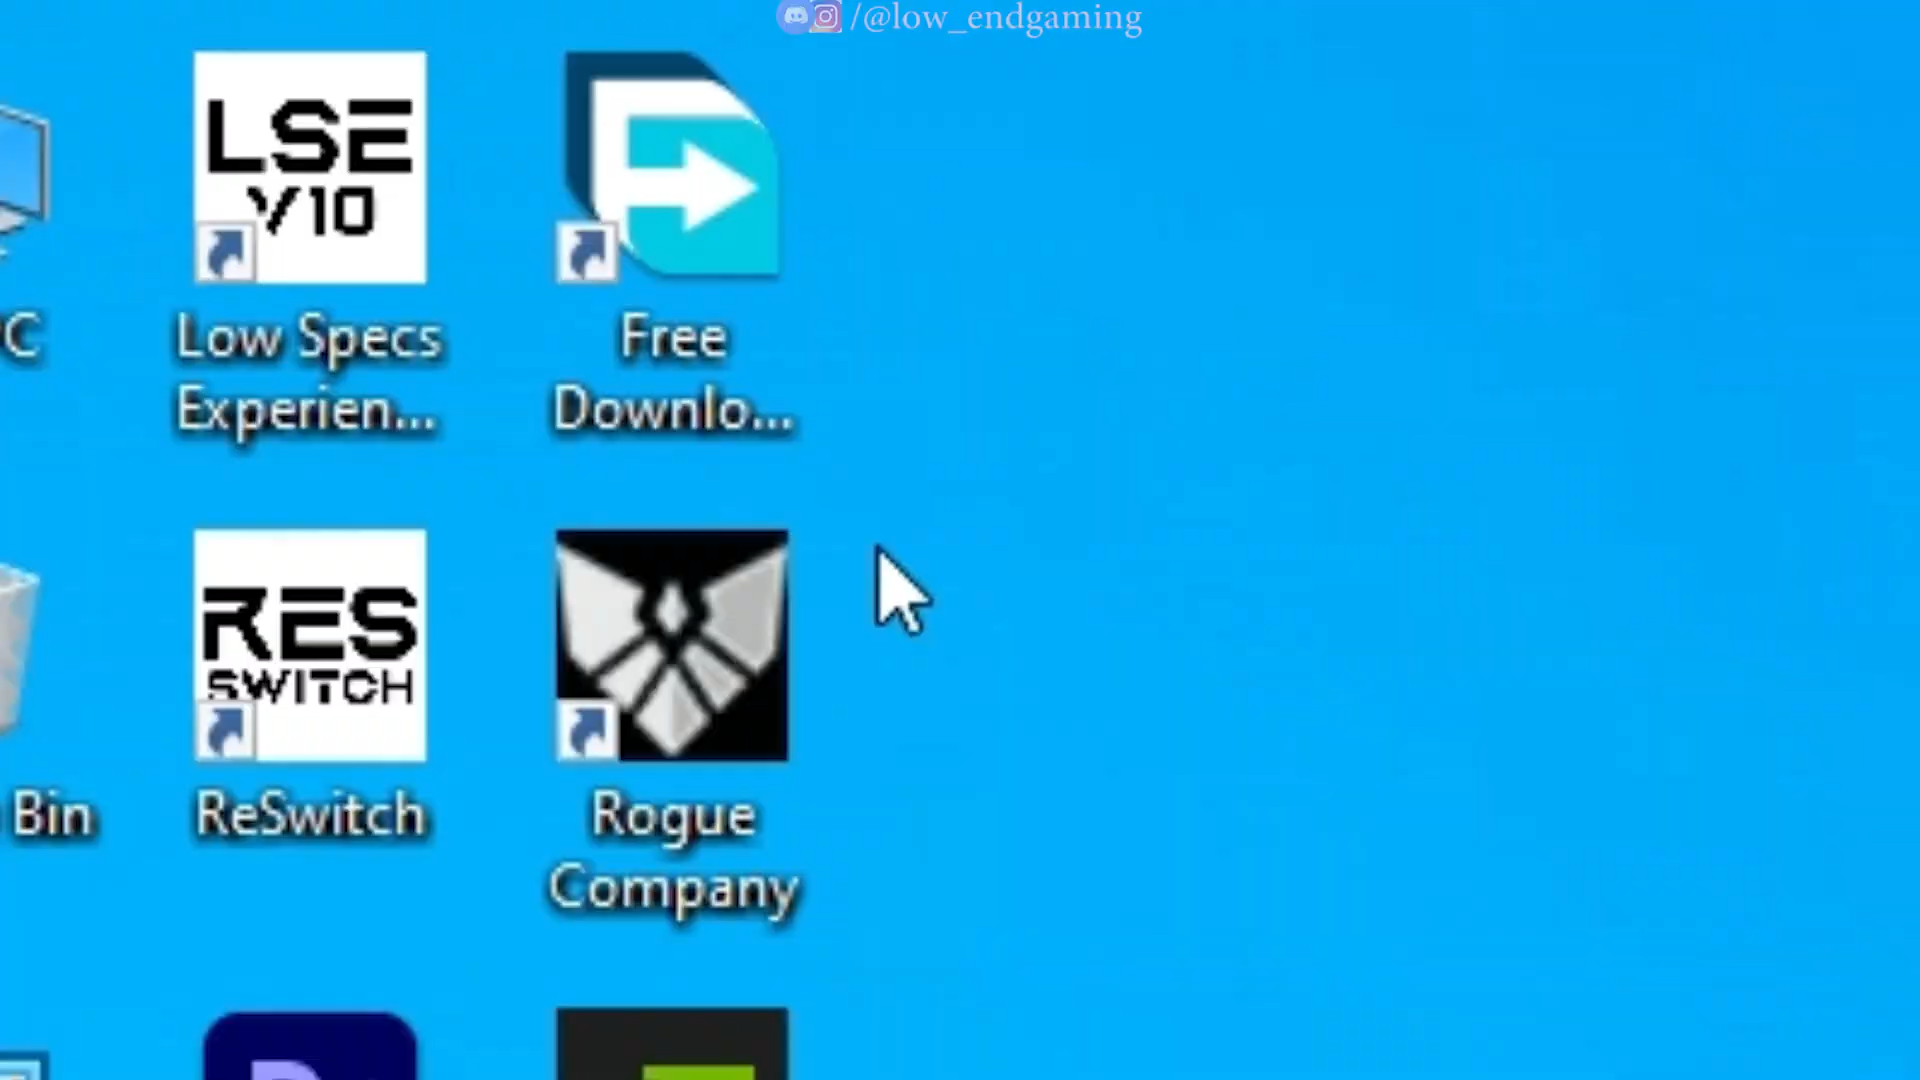 /@low_endgaming
LSE
V10
Low Specs
Experien...
Free
Downlo...
C
RES
SWITCH
ReSwitch
Rogue
Company
Bin